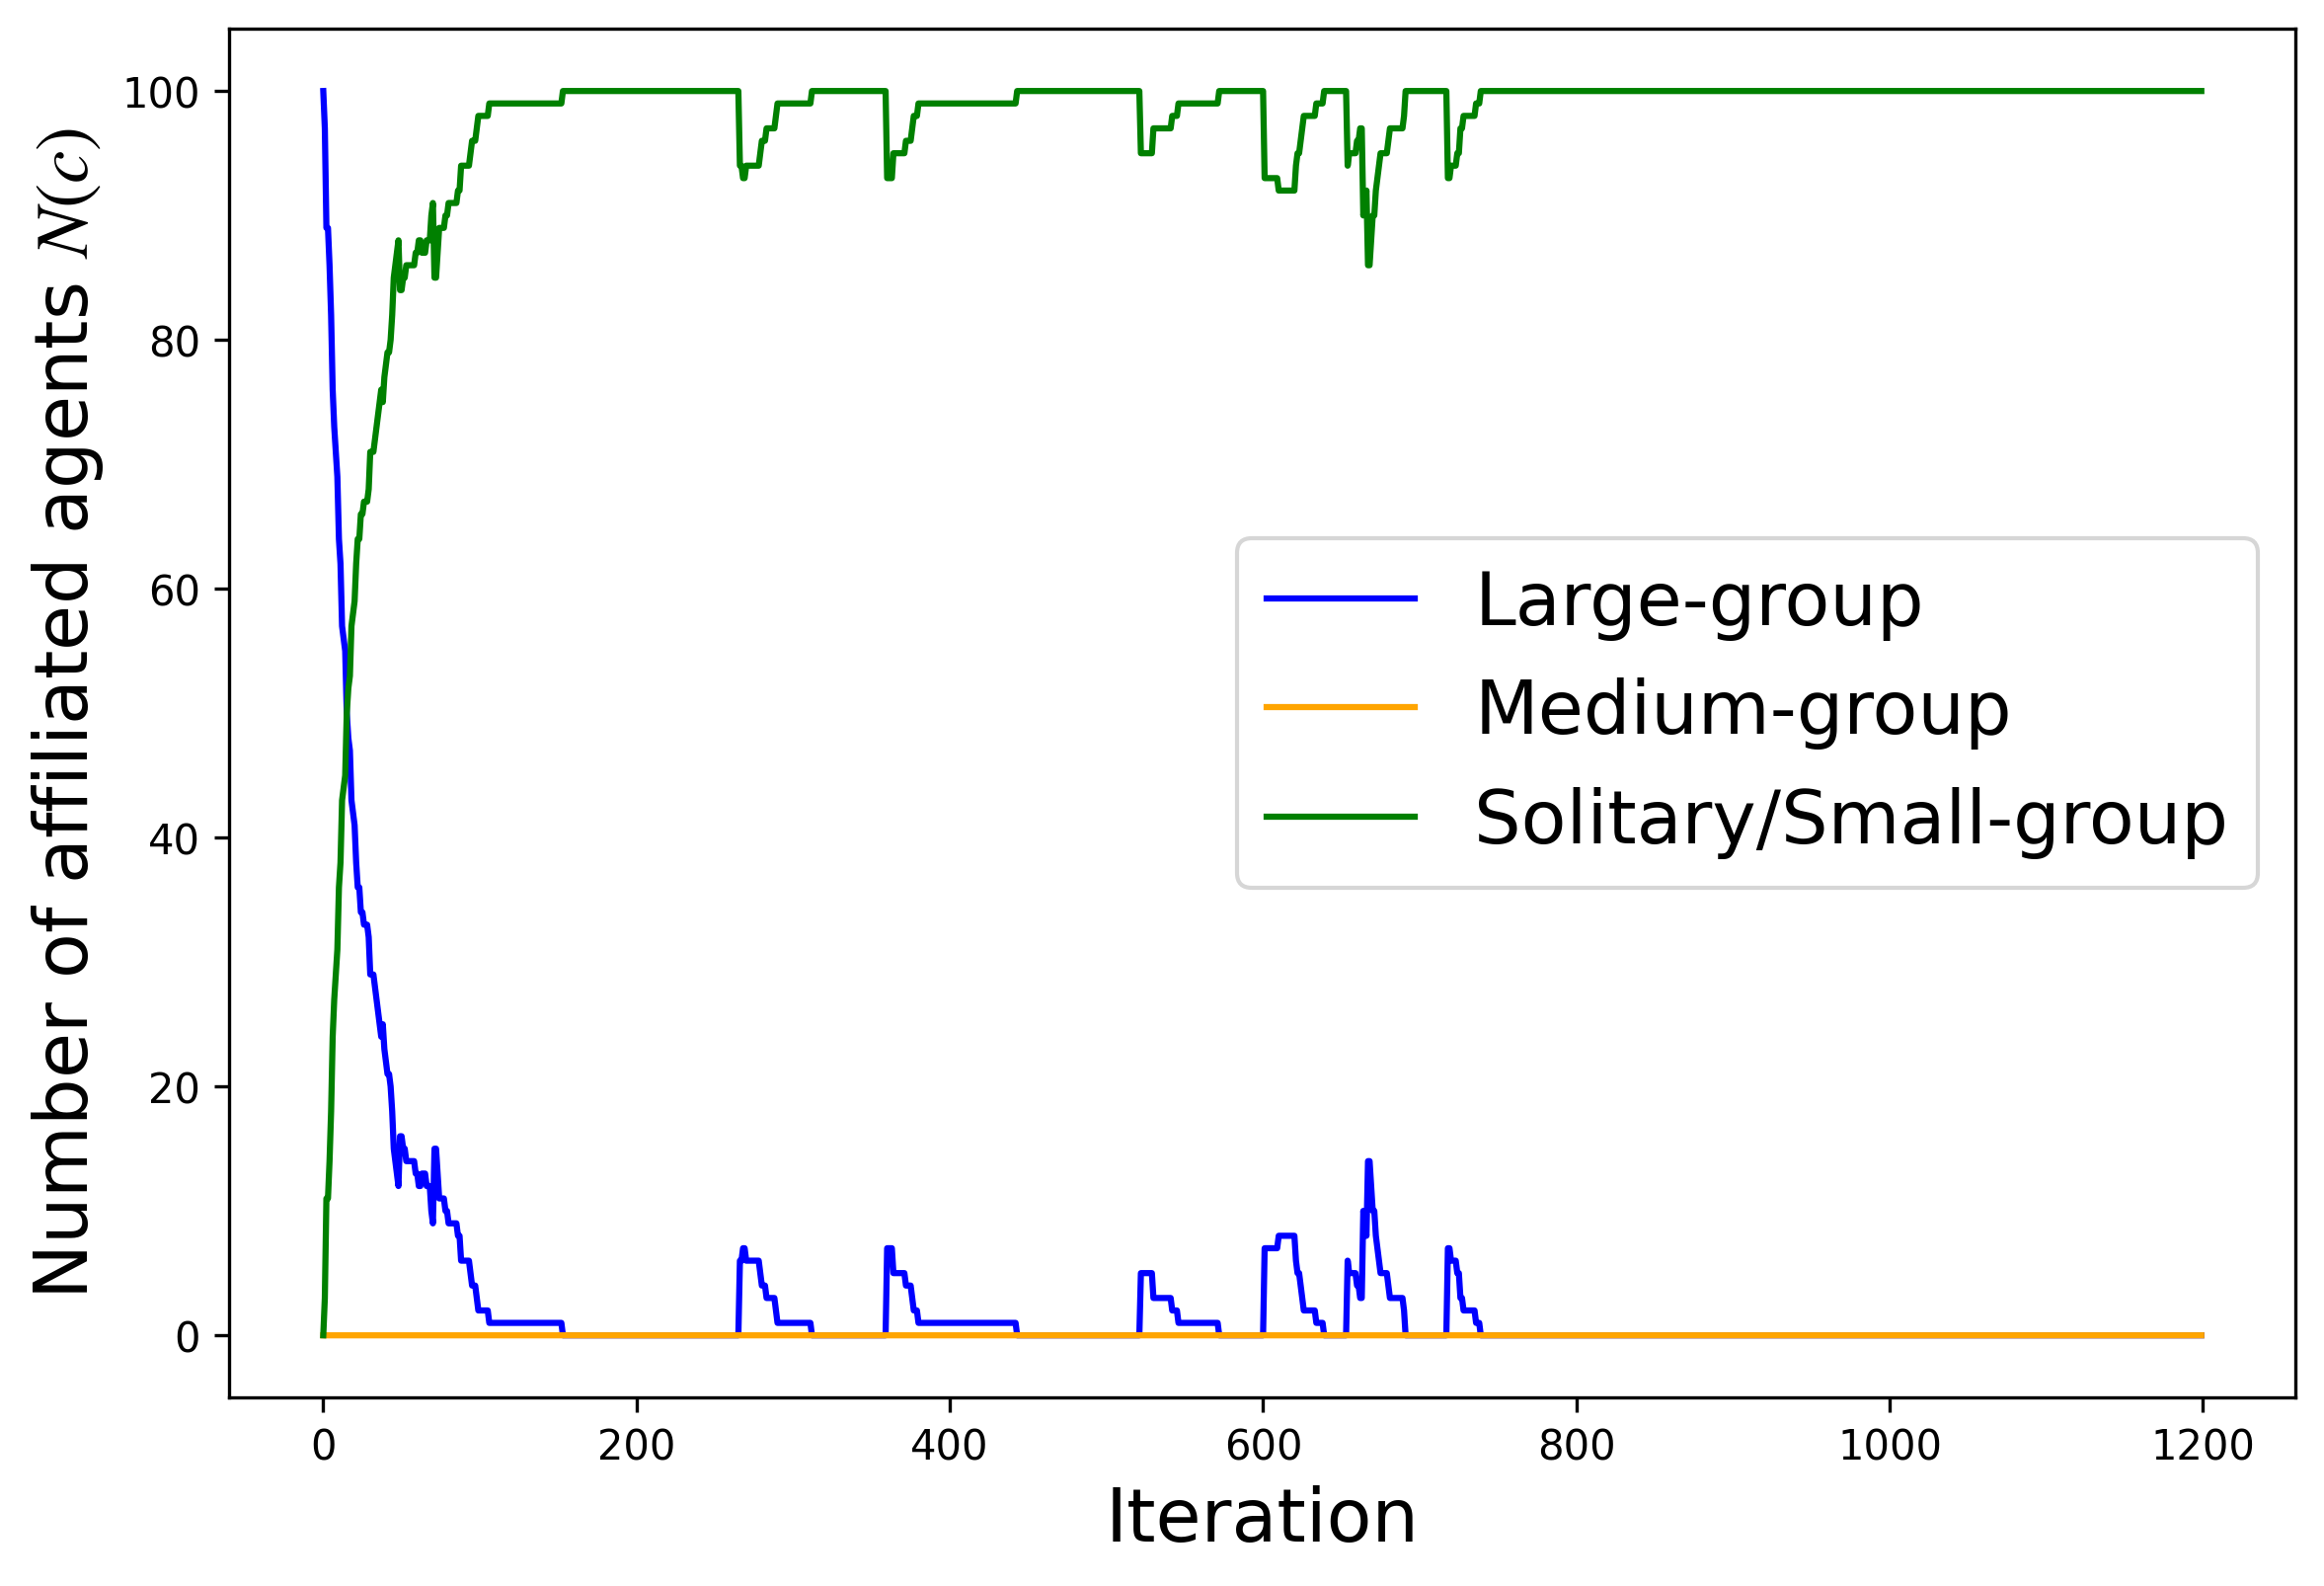 Number of affiliated agents N(c)
100
80
60
40
20
0
Large-group
Medium-group
Solitary/Small-group
0 200 400 600 800 1000 1200
Iteration